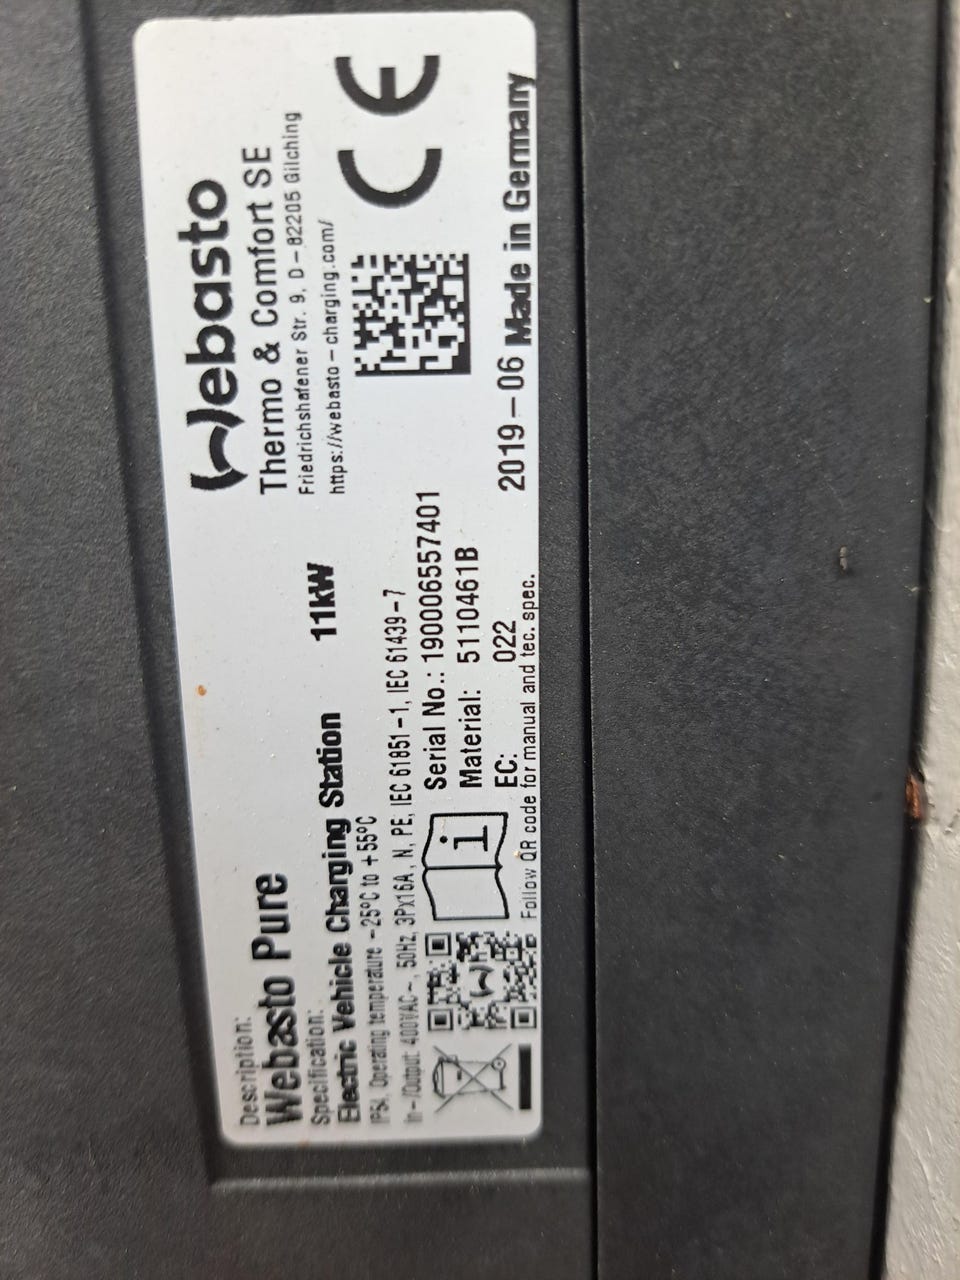 Description:
Webasto Pure
Specification:
Electric Vehicle Charging Station 11kW
IP54, Operating temperature -25°C to +55°C
In-/Output: 400VAC~, 50Hz, 3Px16A, N, PE, IEC 61851-1, IEC 61439-7
Serial No.: 190006557401
Material: 5110461B
EC: 022
Follow QR code for manual and tec. spec.
Webasto
Thermo & Comfort SE
Friedrichshafener Str. 9, D-82205 Gilching
https://webasto-charging.com/
CE
2019-06 Made in Germany